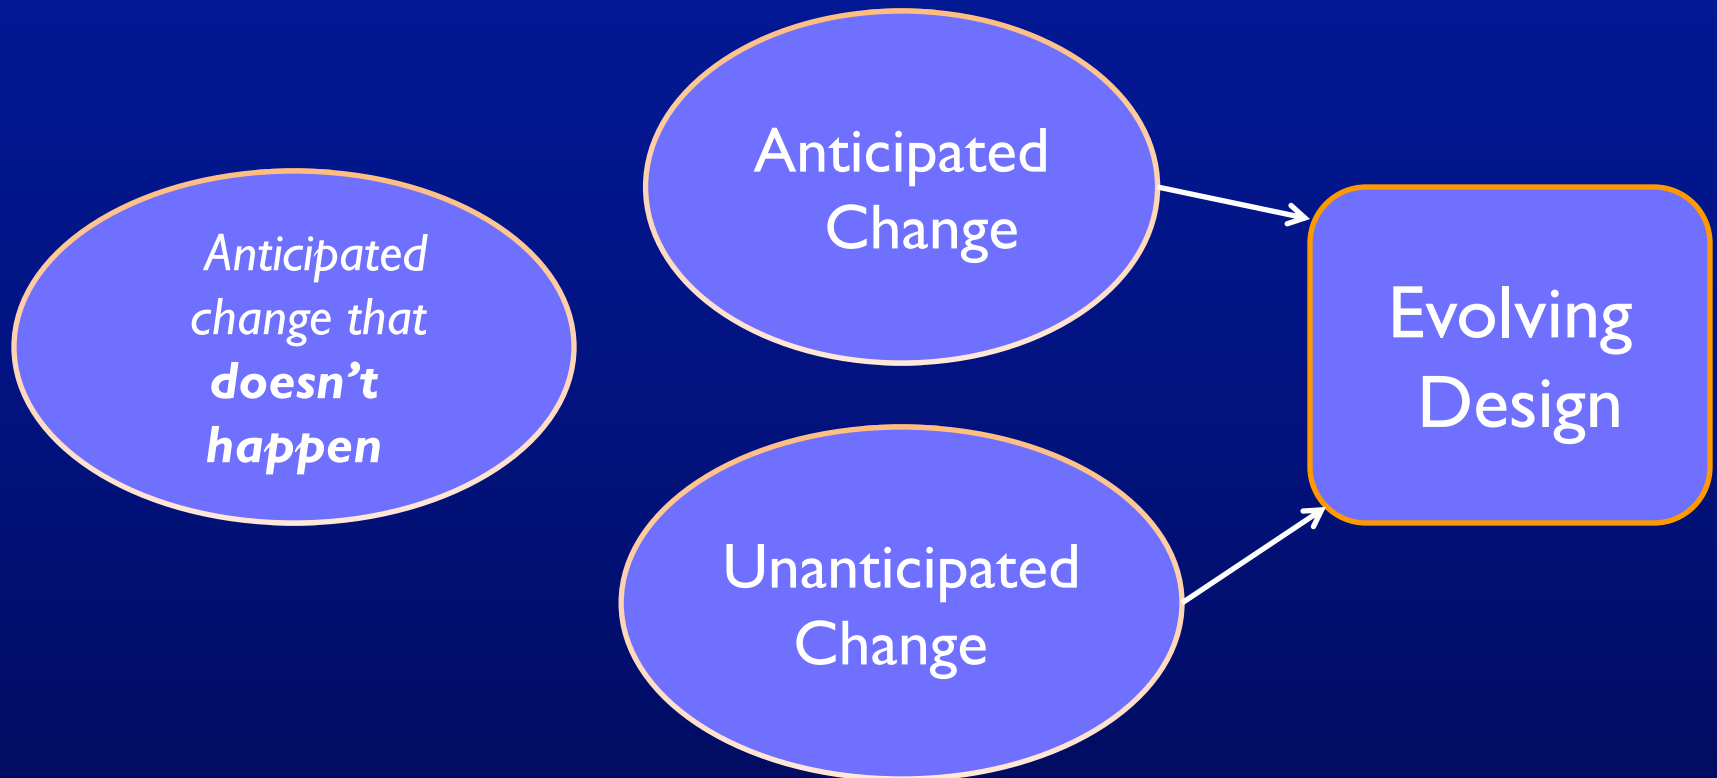 Anticipated
change that
doesn’t
happen
Anticipated
Change
Unanticipated
Change
Evolving
Design